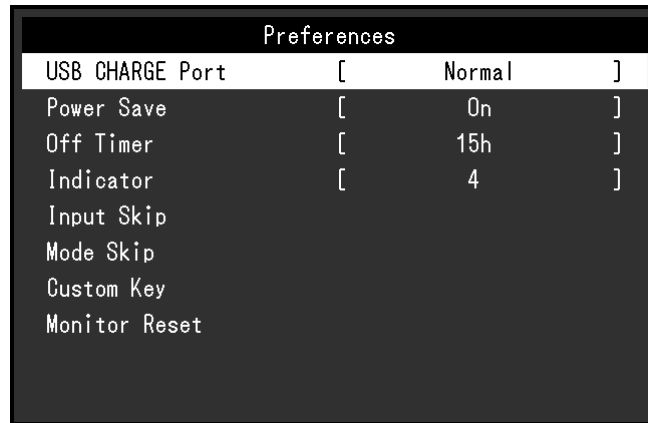 Preferences
USB CHARGE Port [ Normal ]
Power Save [ On ]
Off Timer [ 15h ]
Indicator [ 4 ]
Input Skip
Mode Skip
Custom Key
Monitor Reset